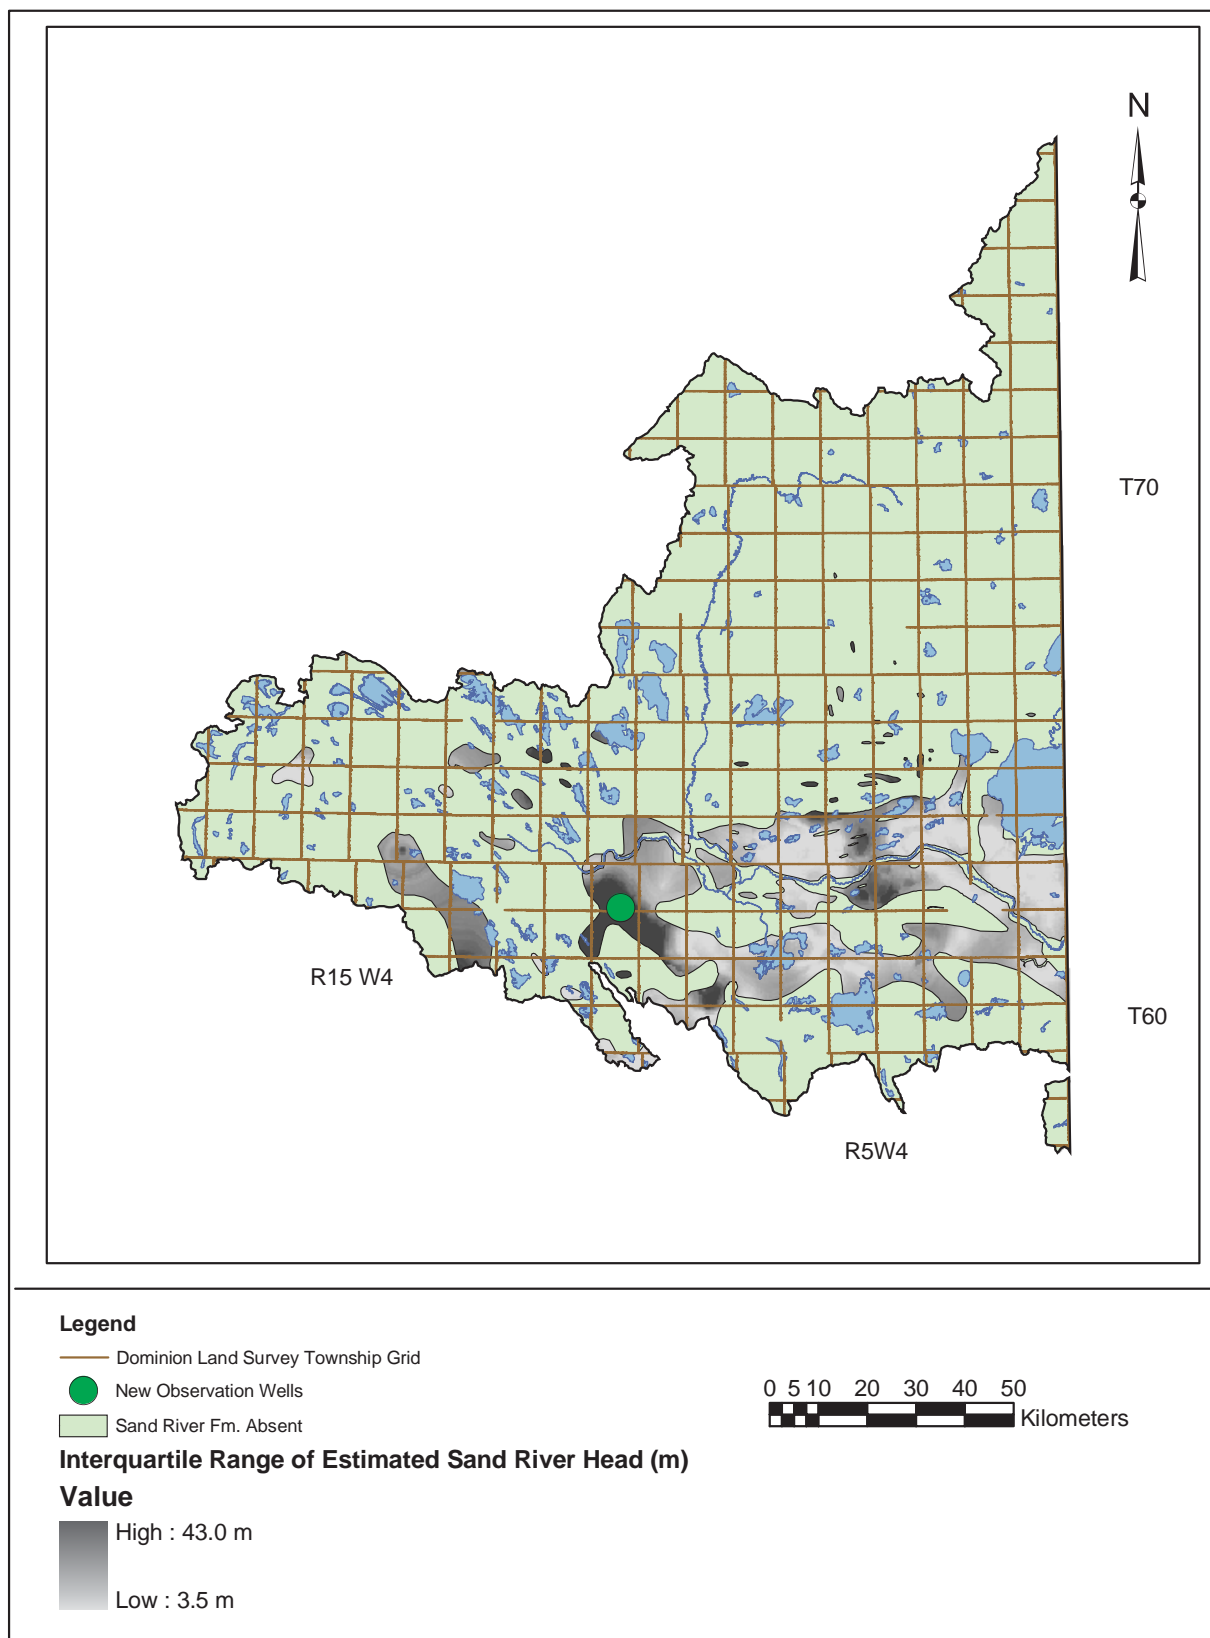 N
T70
R15 W4
T60
R5W4
Legend
Dominion Land Survey Township Grid
New Observation Wells
Sand River Fm. Absent
0 5 10 20 30 40 50
Kilometers
Interquartile Range of Estimated Sand River Head (m)
Value
High : 43.0 m
Low : 3.5 m